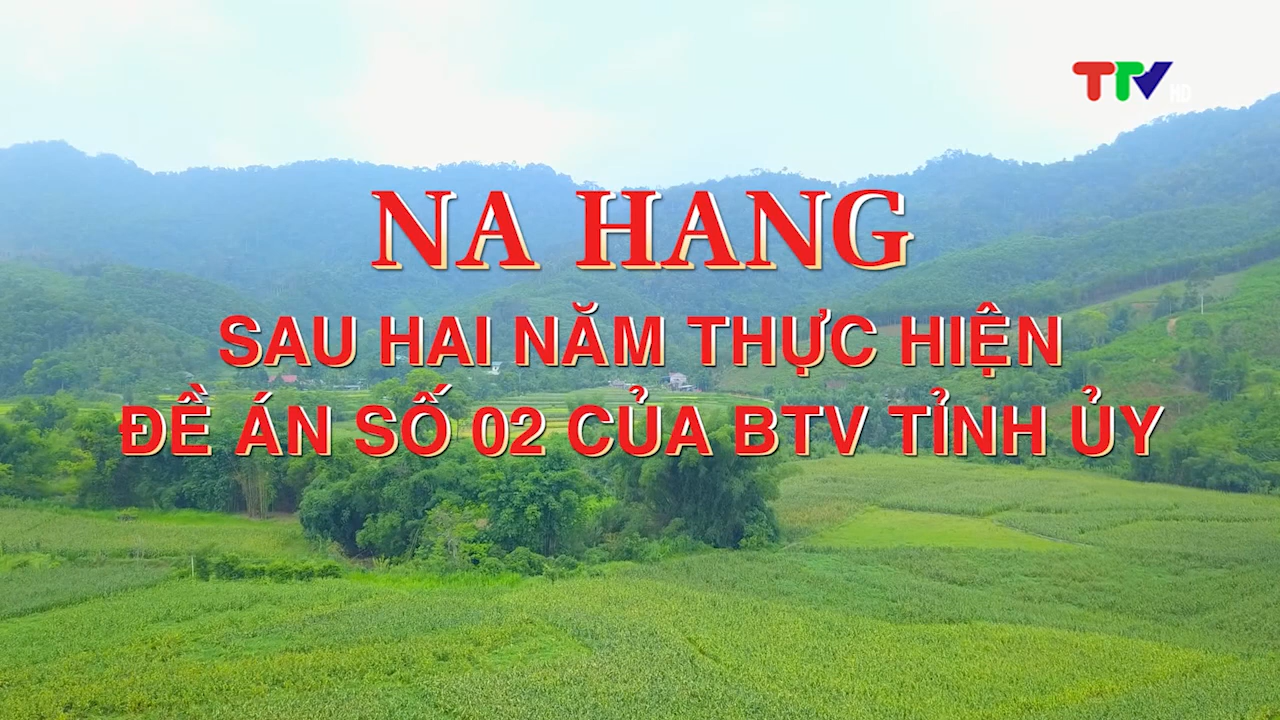 TTV HD
NA HANG
SAU HAI NĂM THỰC HIỆN
ĐỀ ÁN SỐ 02 CỦA BTV TỈNH ỦY